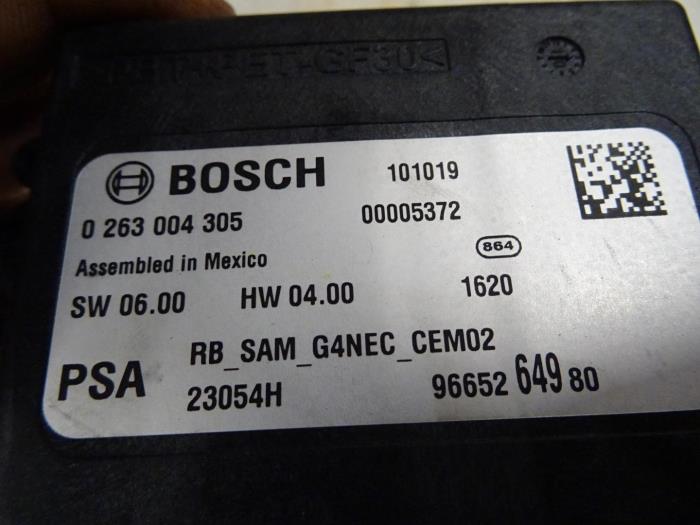 GF30<
BOSCH 101019
0 263 004 305 00005372
Assembled in Mexico 864
SW 06.00 HW 04.00 1620
RB_SAM_G4NEC_CEM02
PSA 23054H 96652 649 80